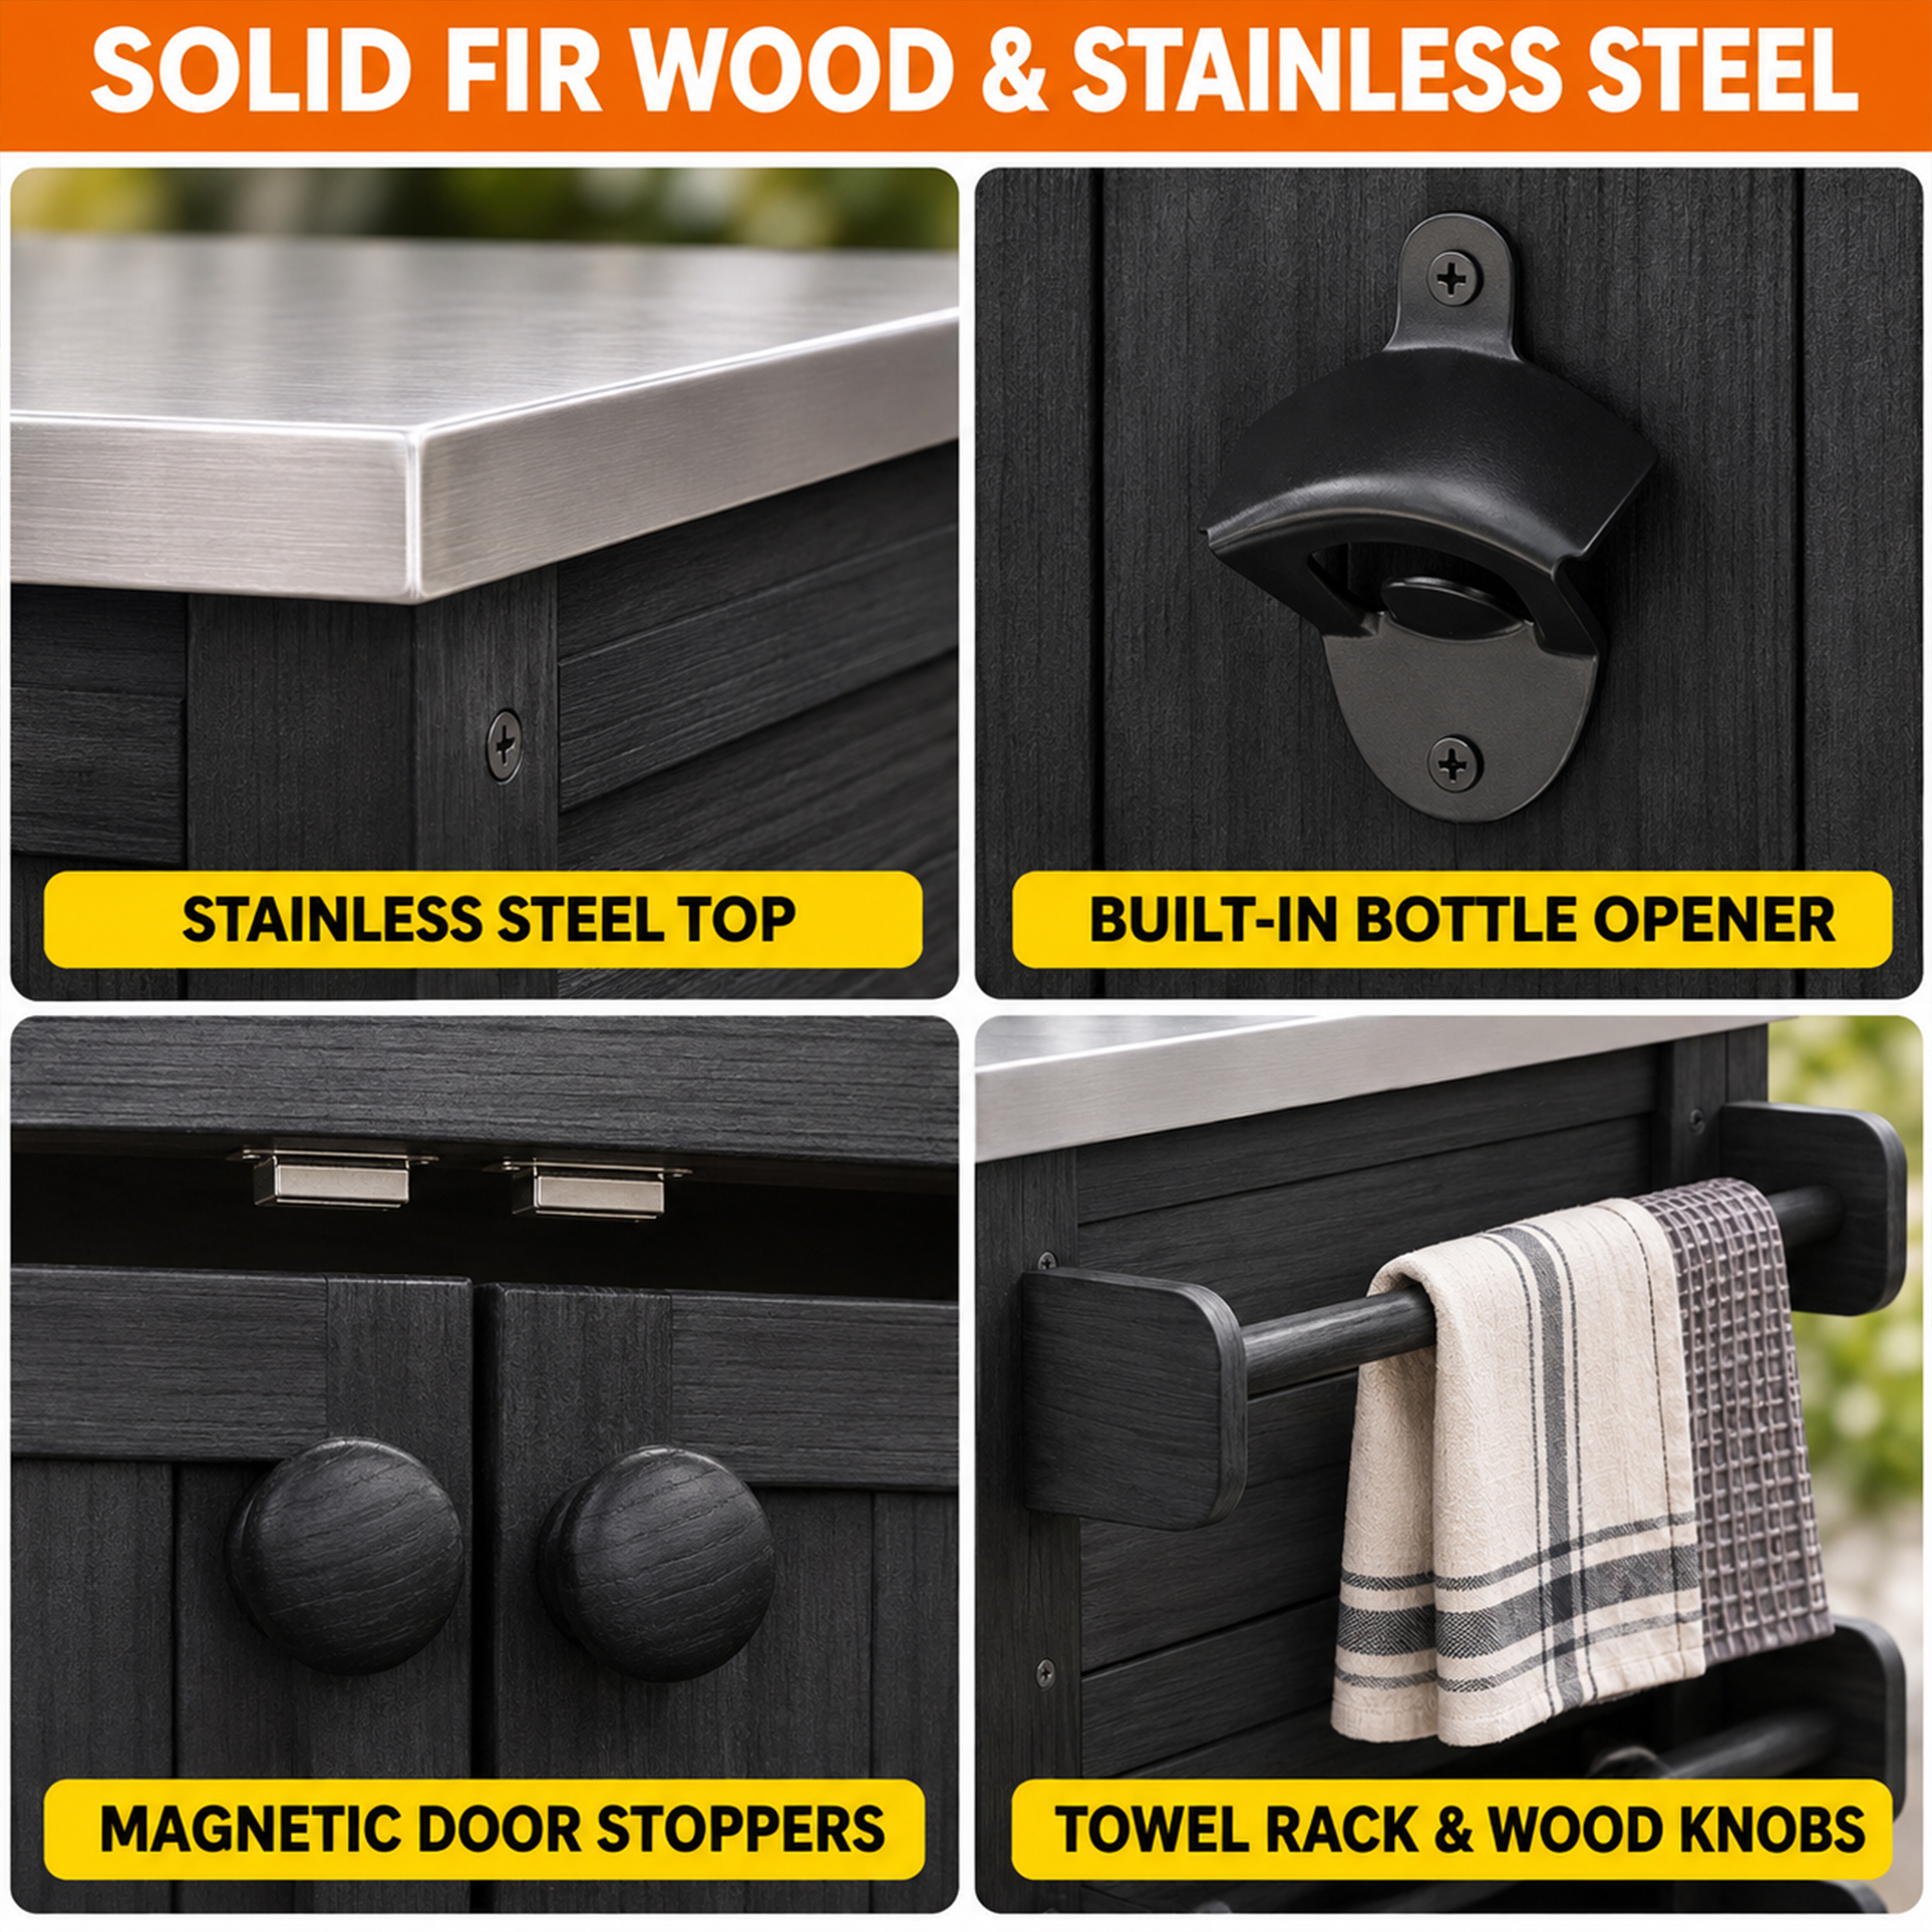 SOLID FIR WOOD & STAINLESS STEEL
STAINLESS STEEL TOP
BUILT-IN BOTTLE OPENER
MAGNETIC DOOR STOPPERS
TOWEL RACK & WOOD KNOBS